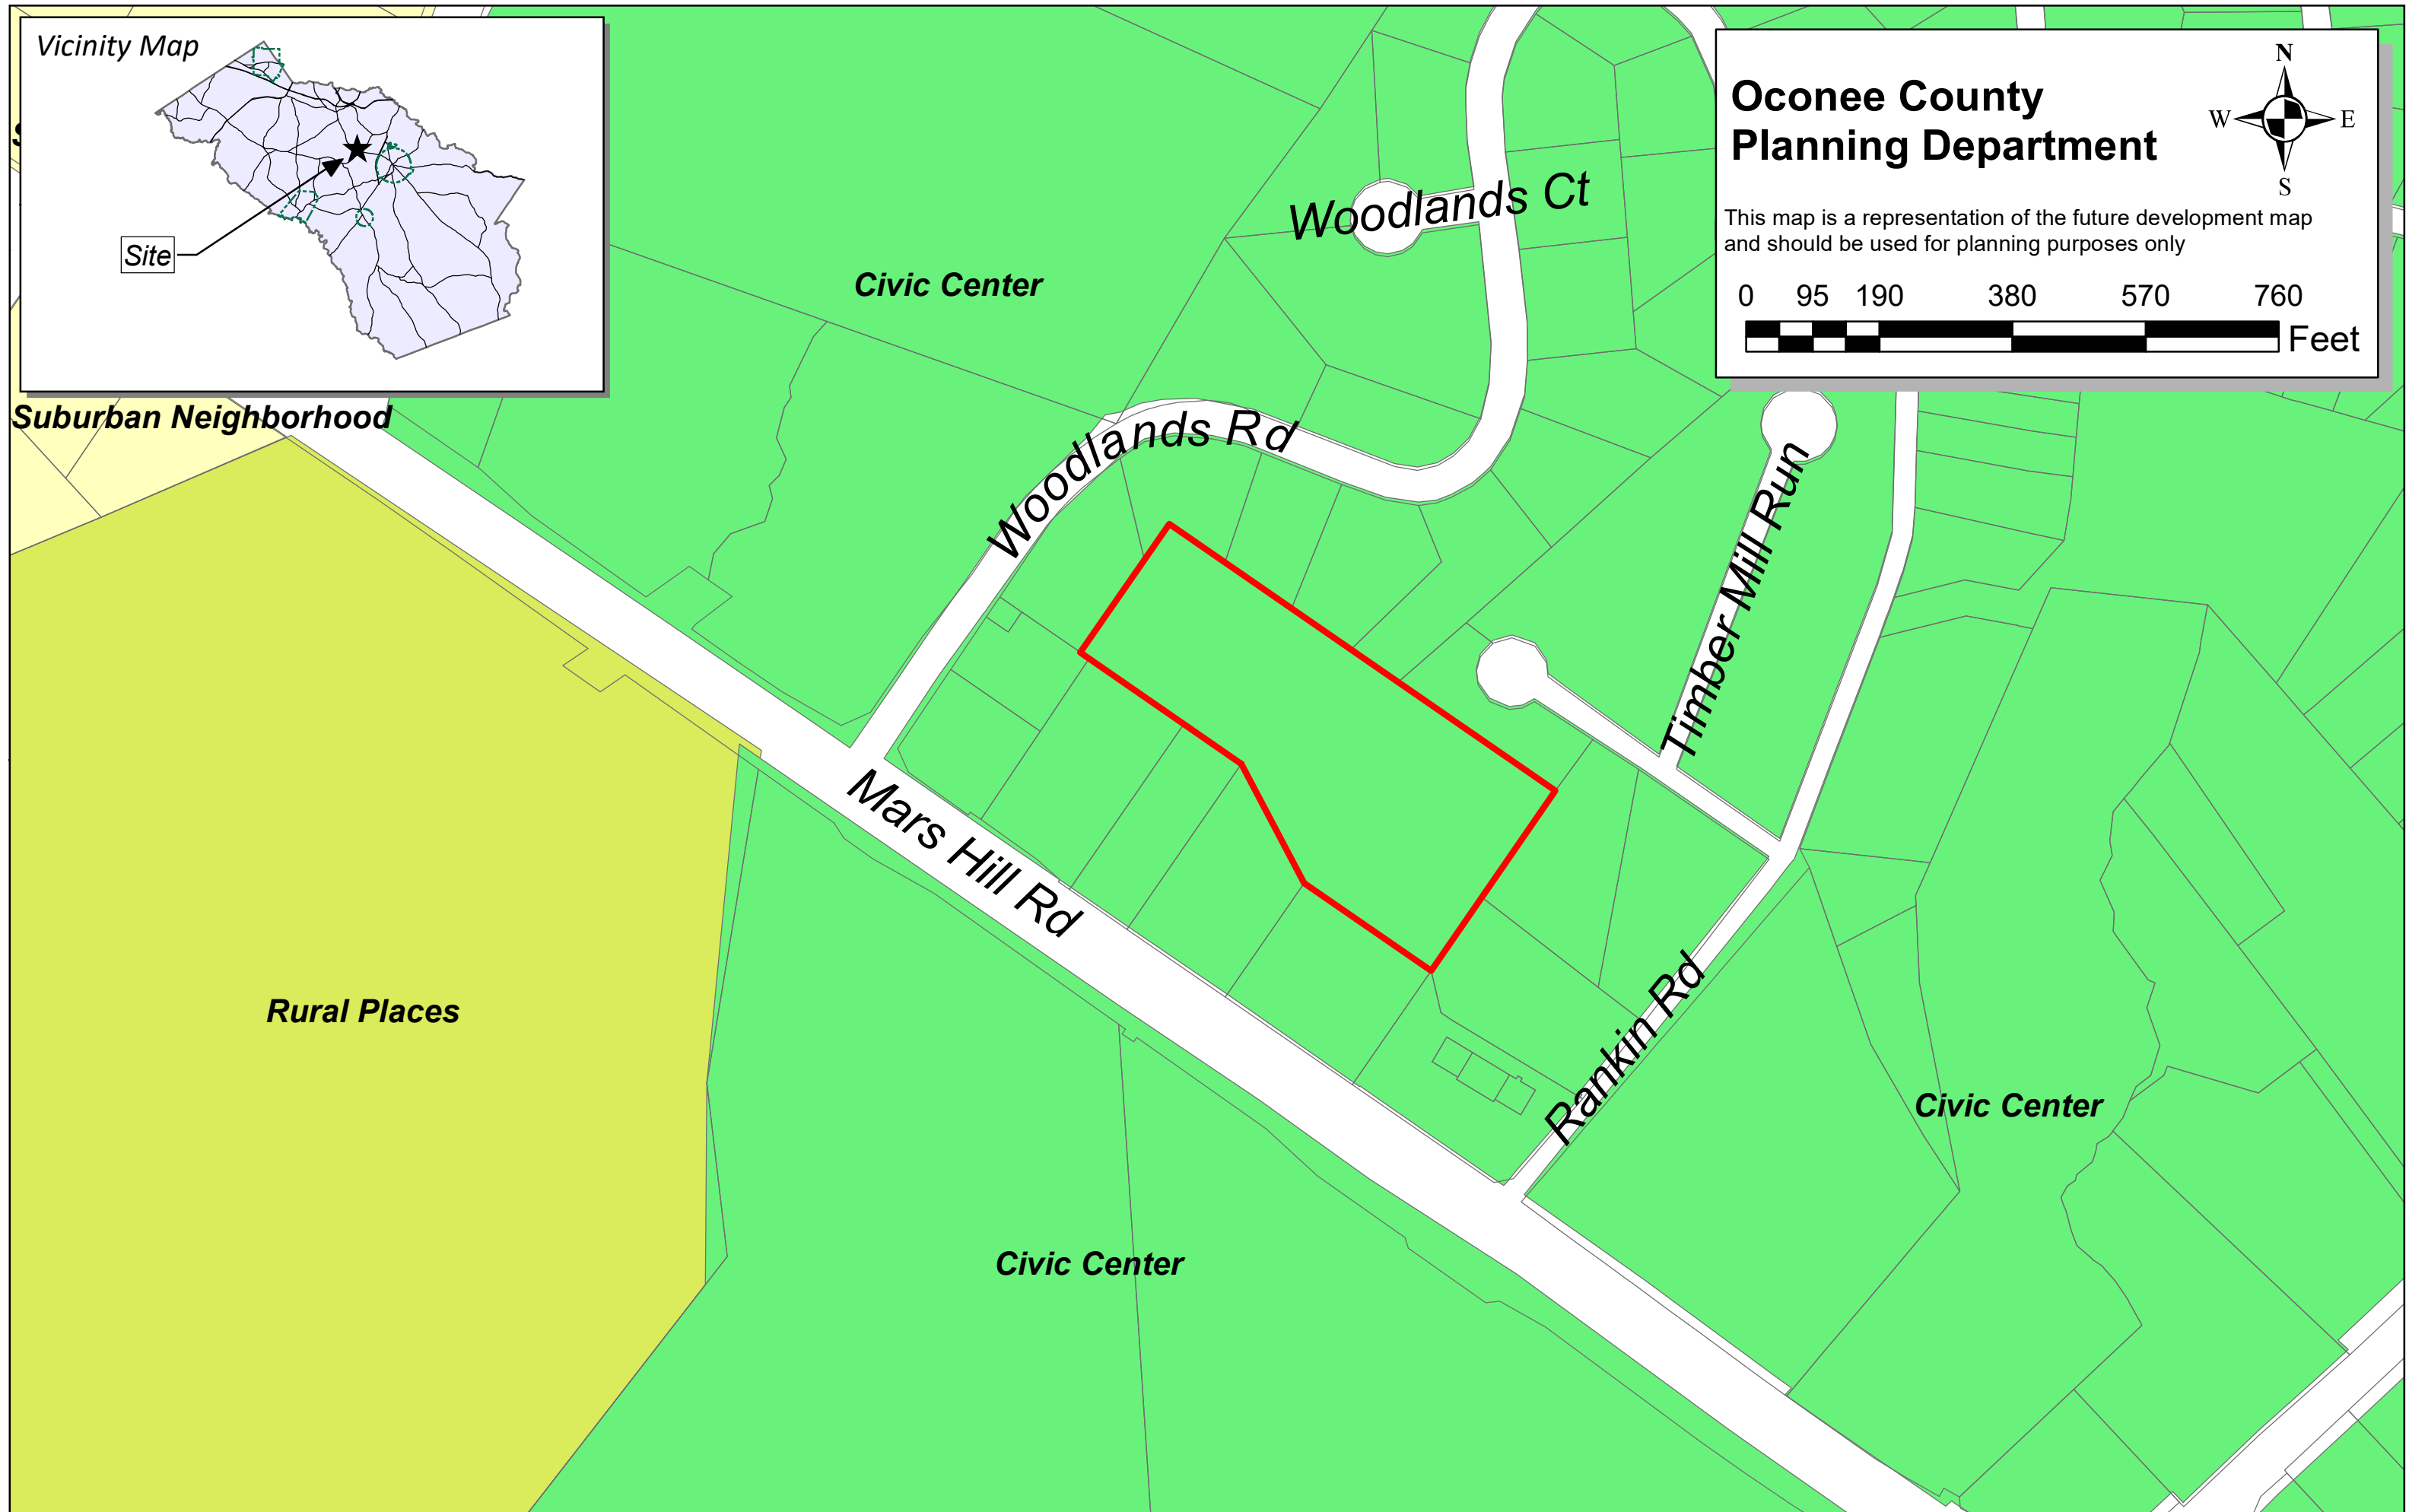 Vicinity Map
Site
Oconee County
Planning Department
N
W
E
S
This map is a representation of the future development map
and should be used for planning purposes only
0 95 190 380 570 760
Feet
S
Woodlands Ct
Civic Center
Suburban Neighborhood
Woodlands Rd
Timber Mill Run
Mars Hill Rd
Rural Places
Rankin Rd
Civic Center
Civic Center